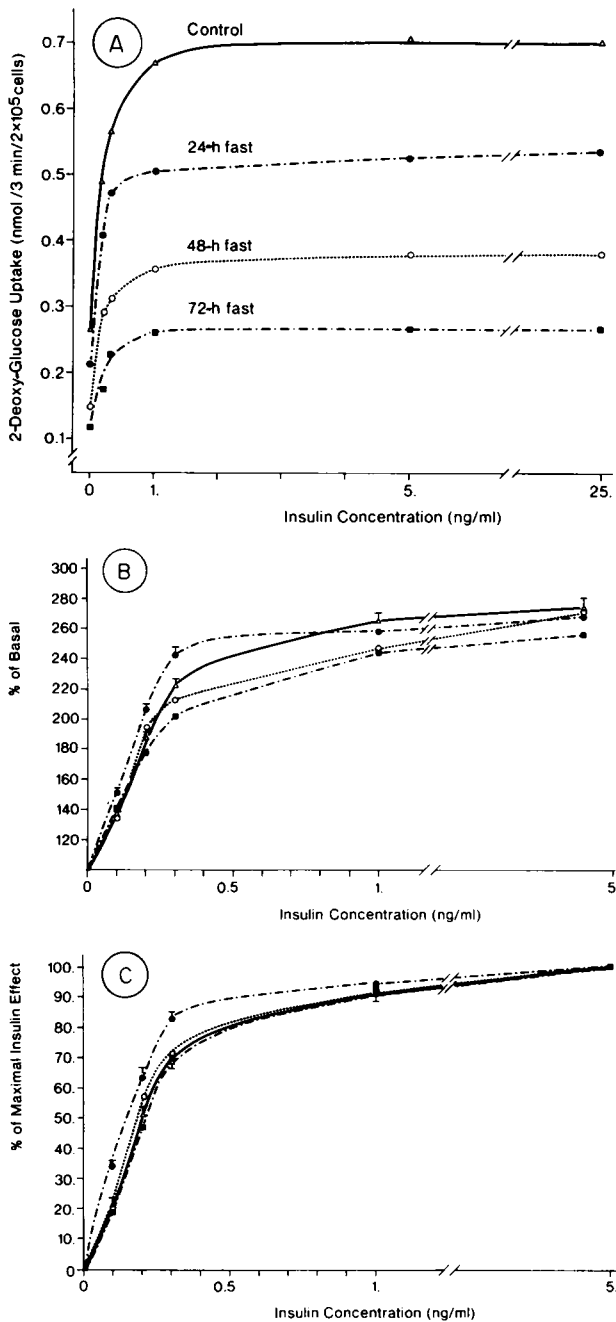 A
Control
24-h fast
48-h fast
72-h fast
2-Deoxy-Glucose Uptake (nmol /3 min/2×10⁵ cells)
0.7
0.6
0.5
0.4
0.3
0.2
0.1
0 1. 5. 25.
Insulin Concentration (ng/ml)
B
% of Basal
300
280
260
240
220
200
180
160
140
120
0 0.5 1. 5
Insulin Concentration (ng/ml)
C
% of Maximal Insulin Effect
100.
90.
80.
70.
60.
50.
40.
30.
20.
10.
0
0 0.5 1. 5.
Insulin Concentration (ng/ml)